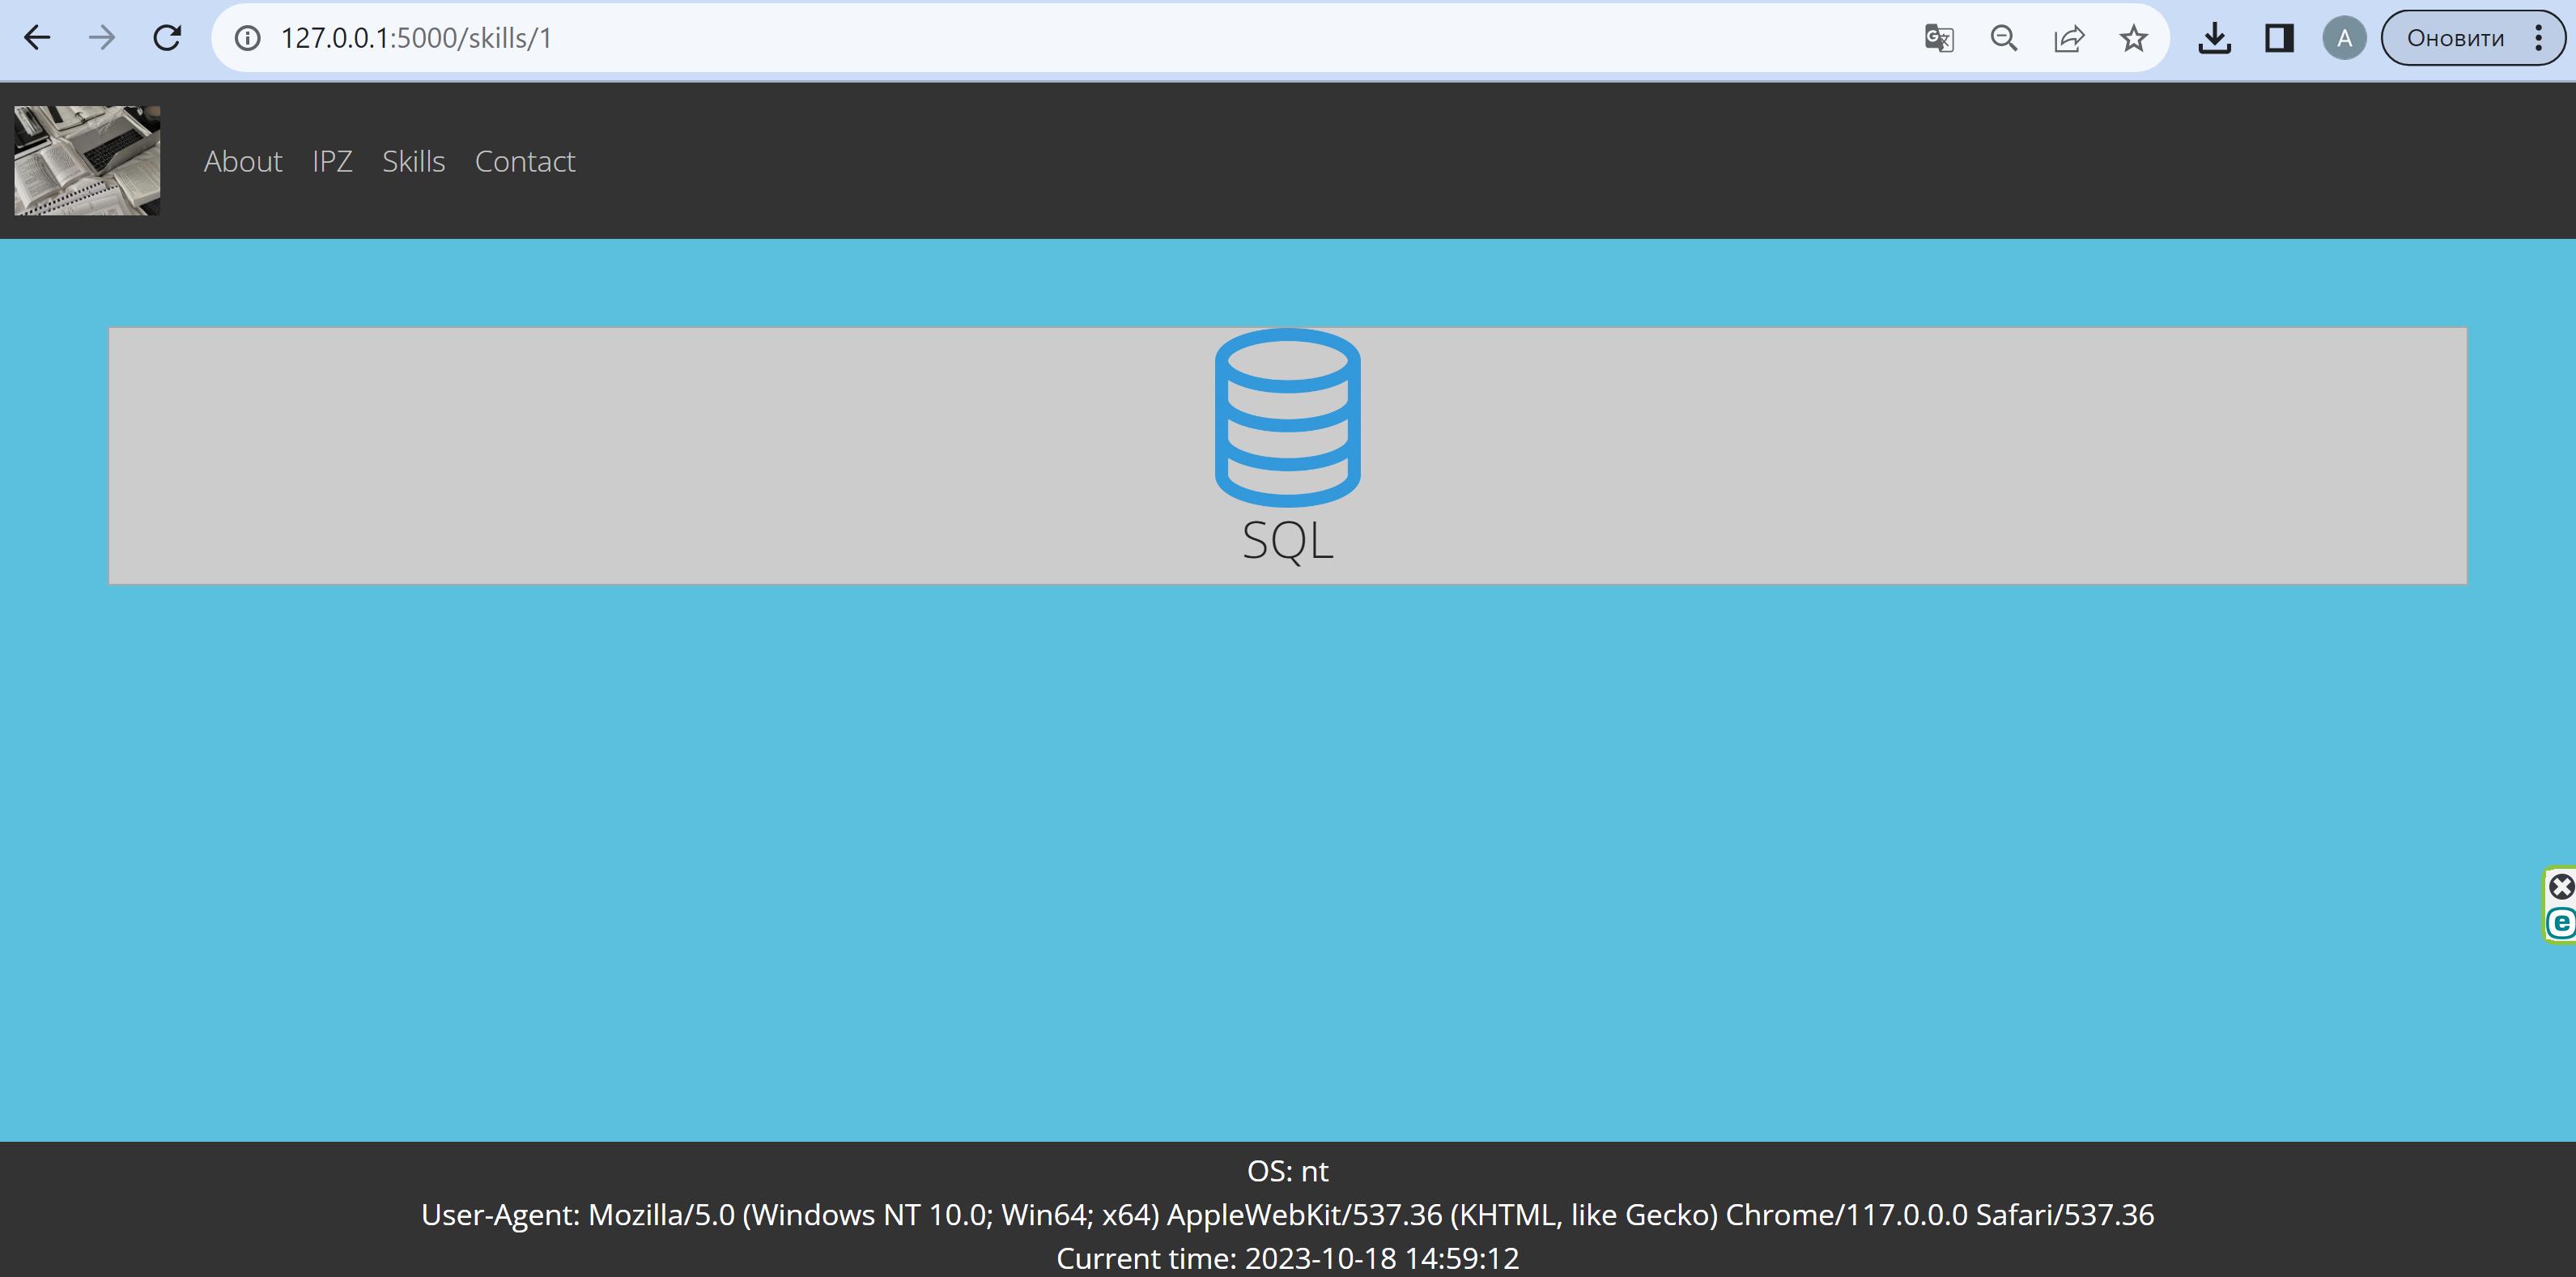 127.0.0.1:5000/skills/1
A
Оновити
About IPZ Skills Contact
SQL
e
OS: nt
User-Agent: Mozilla/5.0 (Windows NT 10.0; Win64; x64) AppleWebKit/537.36 (KHTML, like Gecko) Chrome/117.0.0.0 Safari/537.36
Current time: 2023-10-18 14:59:12